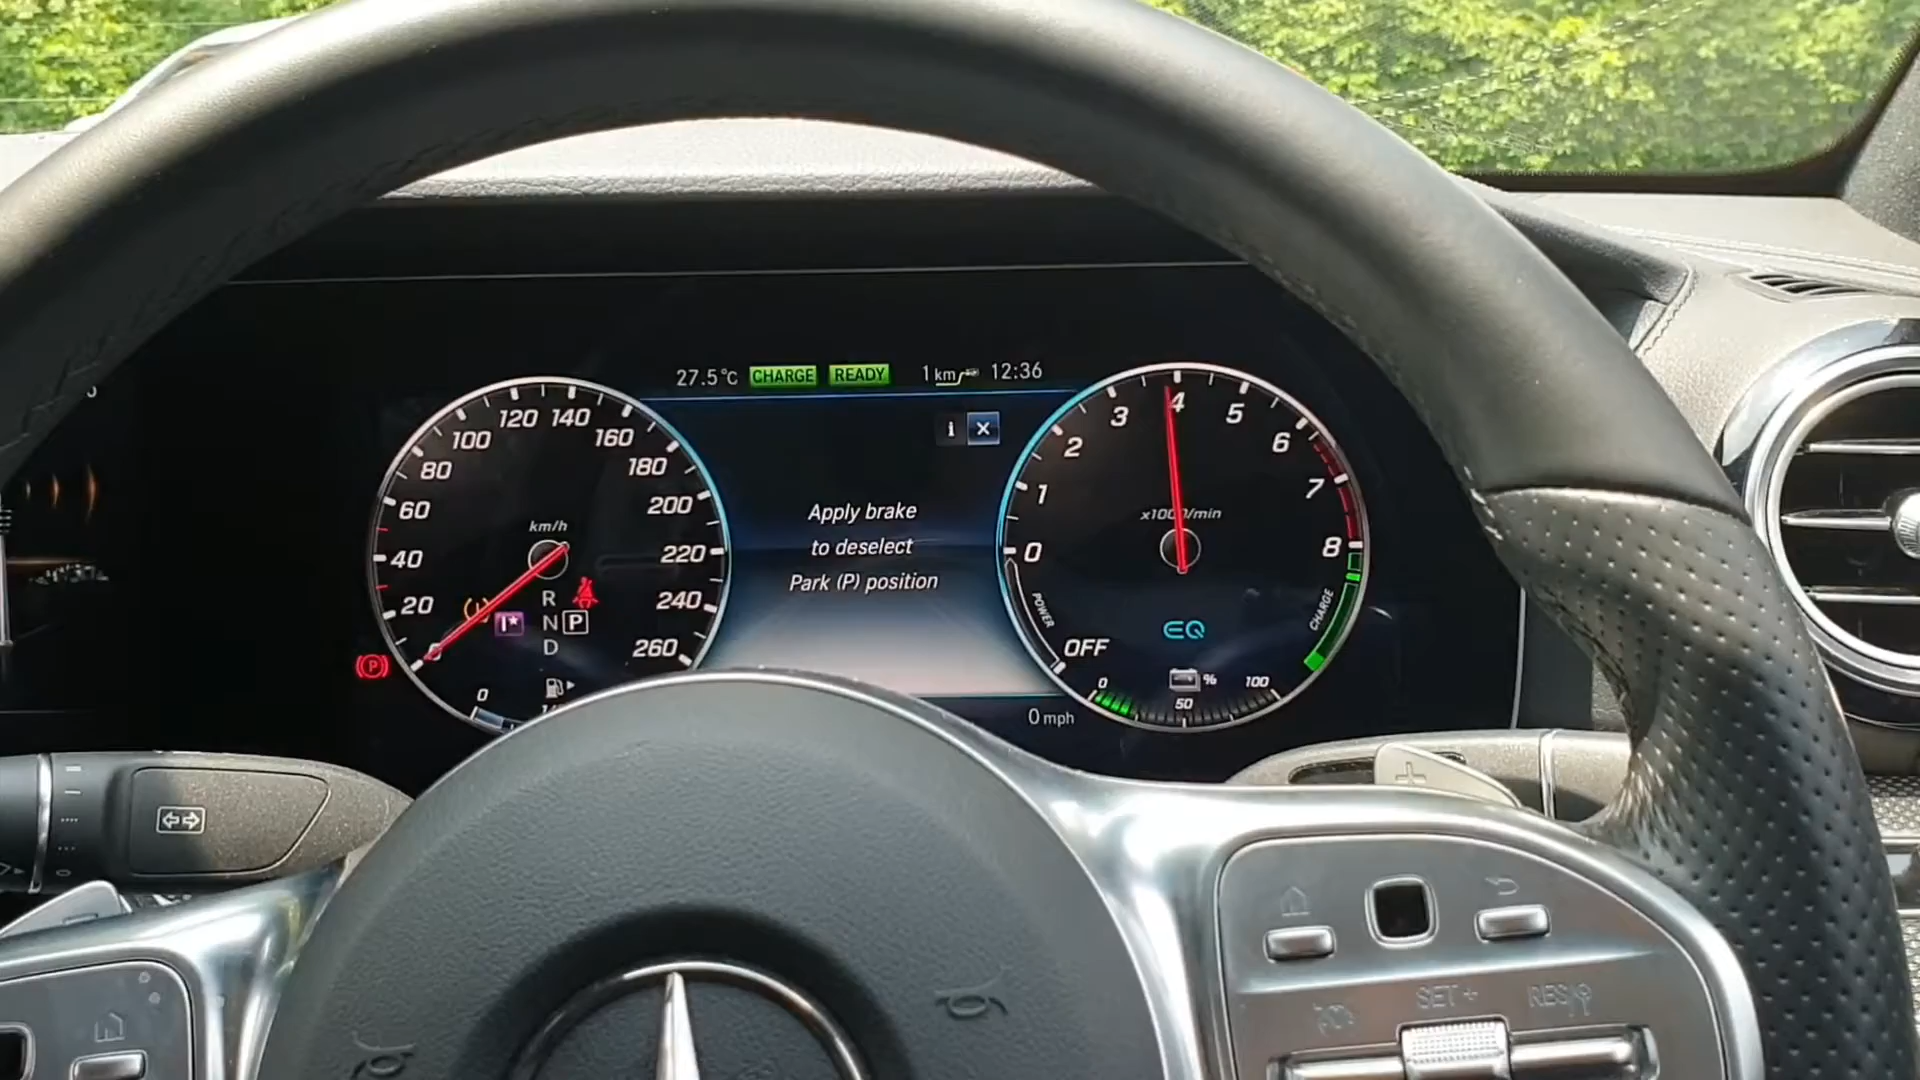 27.5°C CHARGE READY 1 km 12:36
i ×
Apply brake
to deselect
Park (P) position
0 mph
km/h
0
20
40
60
80
100
120
140
160
180
200
220
240
260
R
N P
D
I*
(P)
0
x1000/min
0
1
2
3
4
5
6
7
8
POWER
OFF
CHARGE
EQ
%
0
50
100
SET +
RES